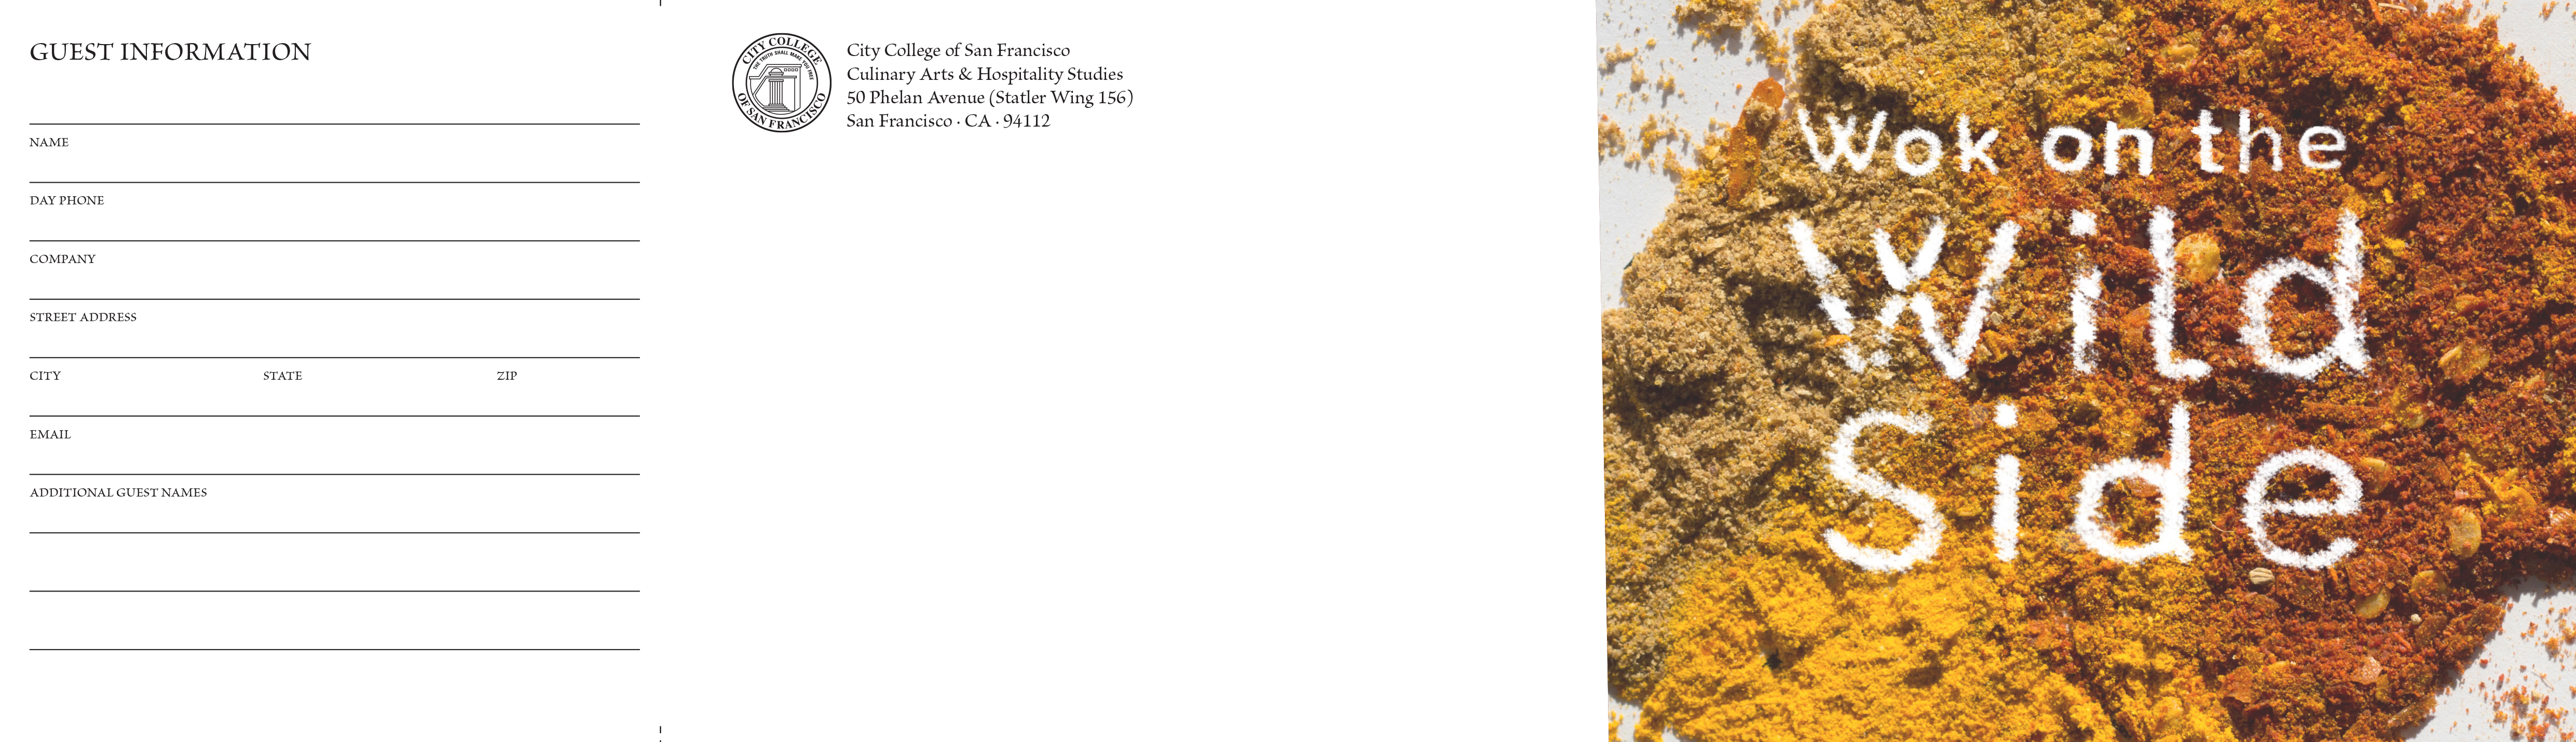 GUEST INFORMATION
NAME
DAY PHONE
COMPANY
STREET ADDRESS
CITY STATE ZIP
EMAIL
ADDITIONAL GUEST NAMES
CITY COLLEGE
OF SAN FRANCISCO
THE TRUTH SHALL MAKE YOU FREE
City College of San Francisco
Culinary Arts & Hospitality Studies
50 Phelan Avenue (Statler Wing 156)
San Francisco · CA · 94112
Wok on the
Wild
Side